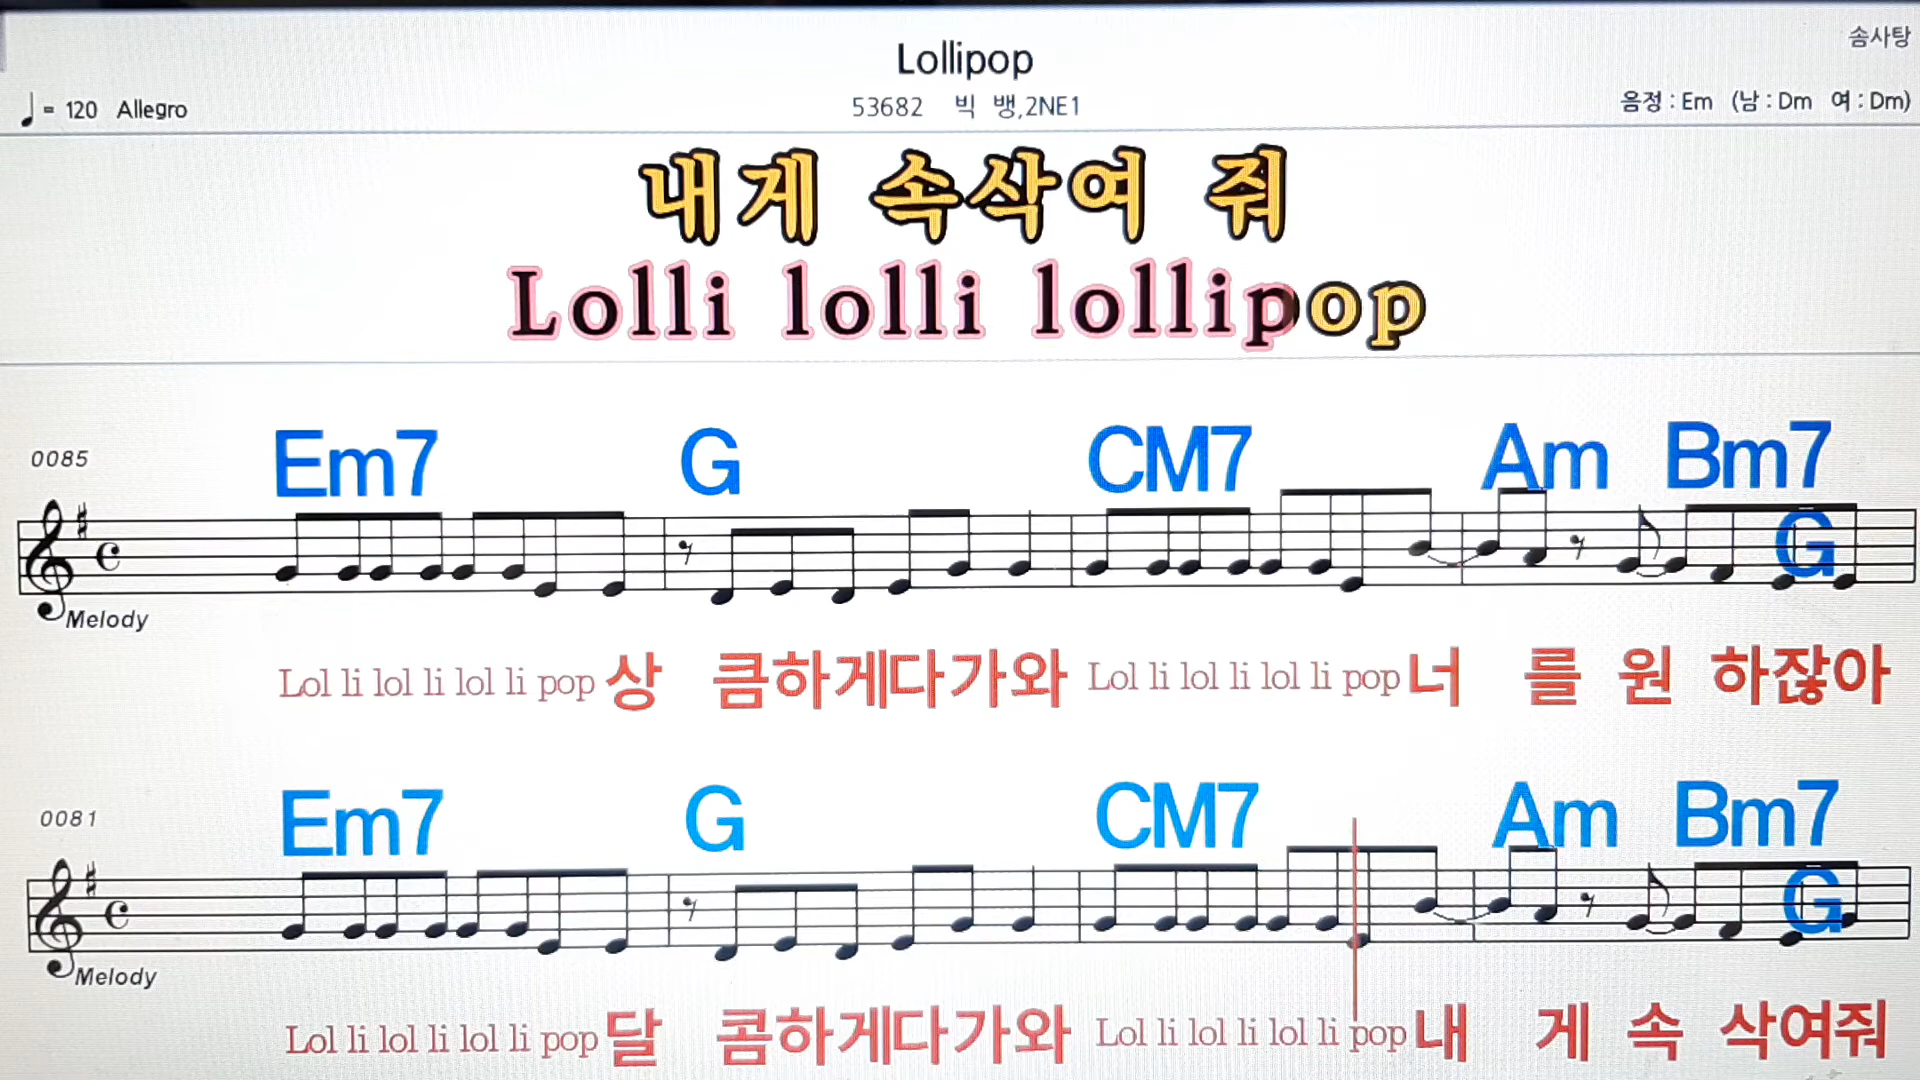 솜사탕
Lollipop
♩ = 120 Allegro
53682 빅 뱅,2NE1
음정 : Em (남 : Dm 여 : Dm)
내게 속삭여 줘
Lolli lolli lollipop
0085
Em7 G CM7 Am Bm7
G
Melody
Lol li lol li lol li pop 상 큼하게다가와 Lol li lol li lol li pop 너 를 원 하잖아
0081
Em7 G CM7 Am Bm7
G
Melody
Lol li lol li lol li pop 달 콤하게다가와 Lol li lol li lol li pop 내 게 속 삭여줘